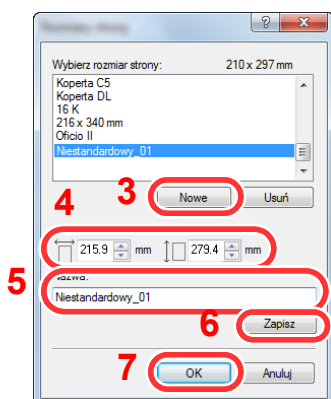 Rozmiary strony
Wybierz rozmiar strony: 210 x 297 mm
Koperta C5
Koperta DL
16 K
216 x 340 mm
Oficio II
Niestandardowy_01
3 Nowe Usuń
4
215.9 mm 279.4 mm
5 Nazwa:
Niestandardowy_01
6 Zapisz
7 OK Anuluj